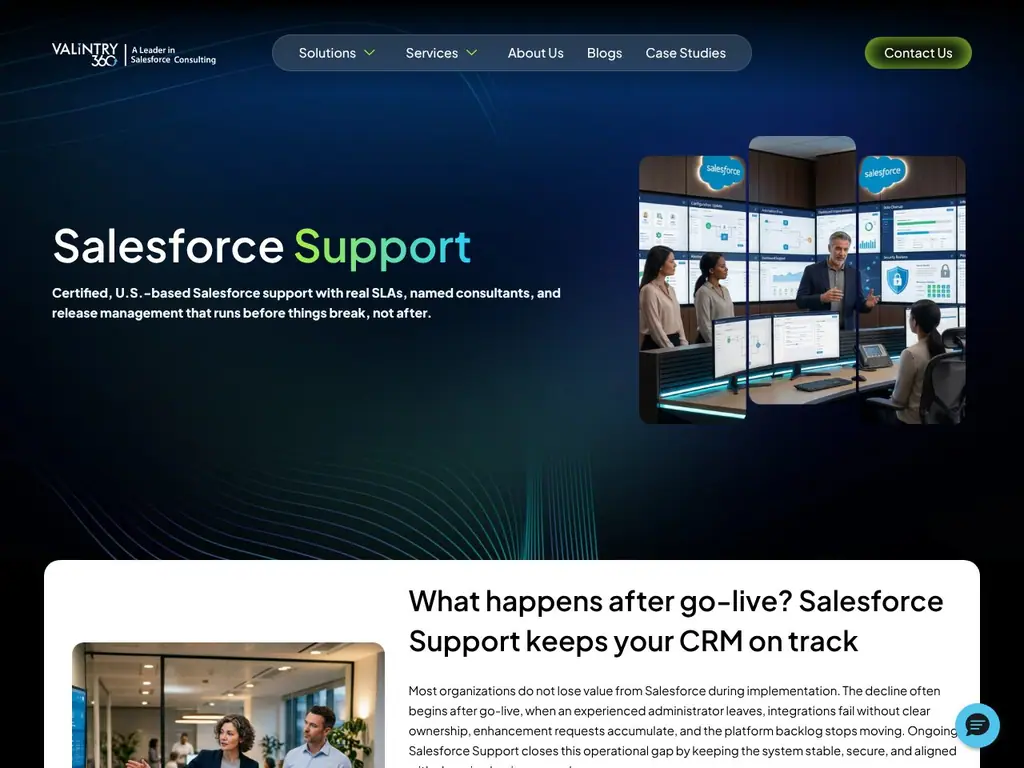 VALiNTRY
360
A Leader in
Salesforce Consulting
Solutions
Services
About Us
Blogs
Case Studies
Contact Us
salesforce
salesforce
Salesforce Support
Certified, U.S.-based Salesforce support with real SLAs, named consultants, and
release management that runs before things break, not after.
What happens after go-live? Salesforce
Support keeps your CRM on track
Most organizations do not lose value from Salesforce during implementation. The decline often
begins after go-live, when an experienced administrator leaves, integrations fail without clear
ownership, enhancement requests accumulate, and the platform backlog stops moving. Ongoing
Salesforce Support closes this operational gap by keeping the system stable, secure, and aligned